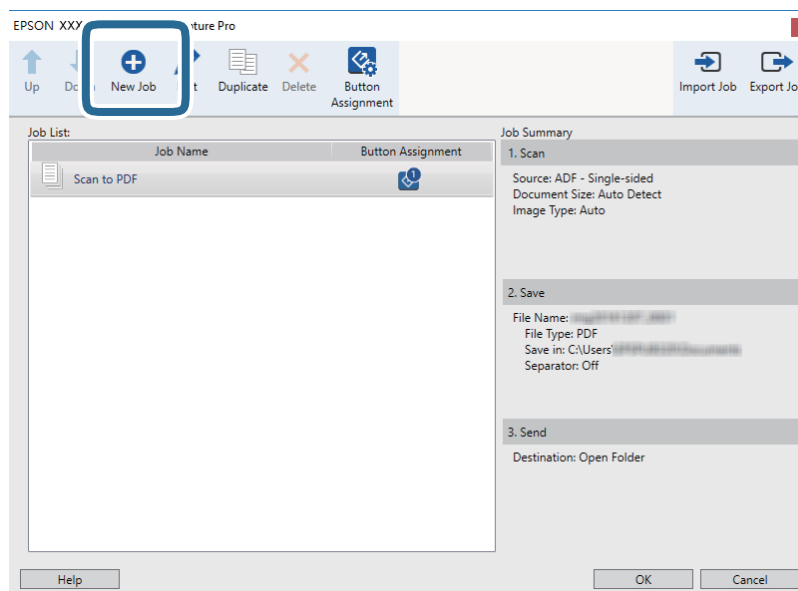 EPSON XXX ture Pro
Up
New Job
Duplicate
Delete
Button
Assignment
Import Job
Export Jo
Job List:
Job Name
Button Assignment
Scan to PDF
1
Job Summary
1. Scan
Source: ADF - Single-sided
Document Size: Auto Detect
Image Type: Auto
2. Save
File Name:
File Type: PDF
Save in: C:\Users\
Separator: Off
3. Send
Destination: Open Folder
Help
OK
Cancel